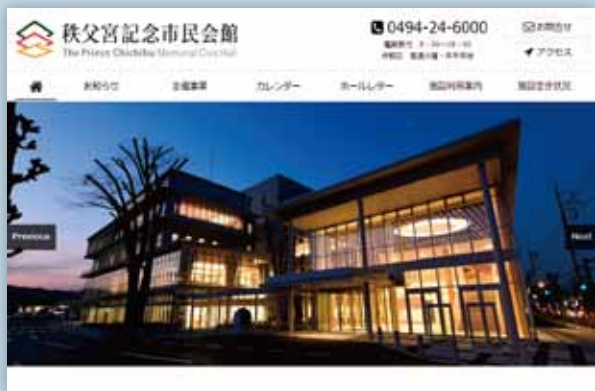 秩父宮記念市民会館
The Prince Chichibu Memorial Civic Hall
0494-24-6000
お問合せ
アクセス
お知らせ
主催事業
カレンダー
ホールレター
施設利用案内
施設空き状況
Previous
Next